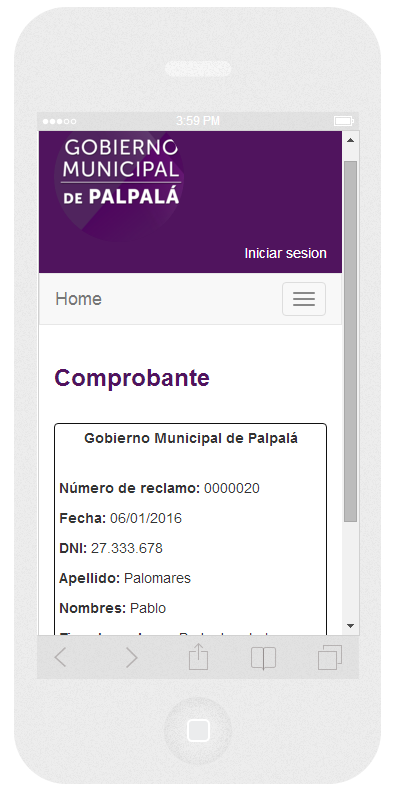 3:59 PM
GOBIERNO
MUNICIPAL
DE PALPALÁ
Iniciar sesion
Home
Comprobante
Gobierno Municipal de Palpalá
Número de reclamo: 0000020
Fecha: 06/01/2016
DNI: 27.333.678
Apellido: Palomares
Nombres: Pablo